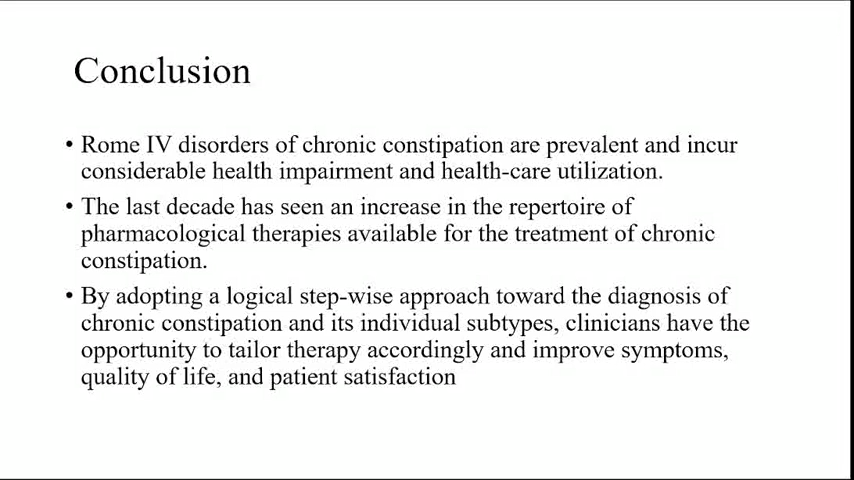 Conclusion
• Rome IV disorders of chronic constipation are prevalent and incur
considerable health impairment and health-care utilization.
• The last decade has seen an increase in the repertoire of
pharmacological therapies available for the treatment of chronic
constipation.
• By adopting a logical step-wise approach toward the diagnosis of
chronic constipation and its individual subtypes, clinicians have the
opportunity to tailor therapy accordingly and improve symptoms,
quality of life, and patient satisfaction